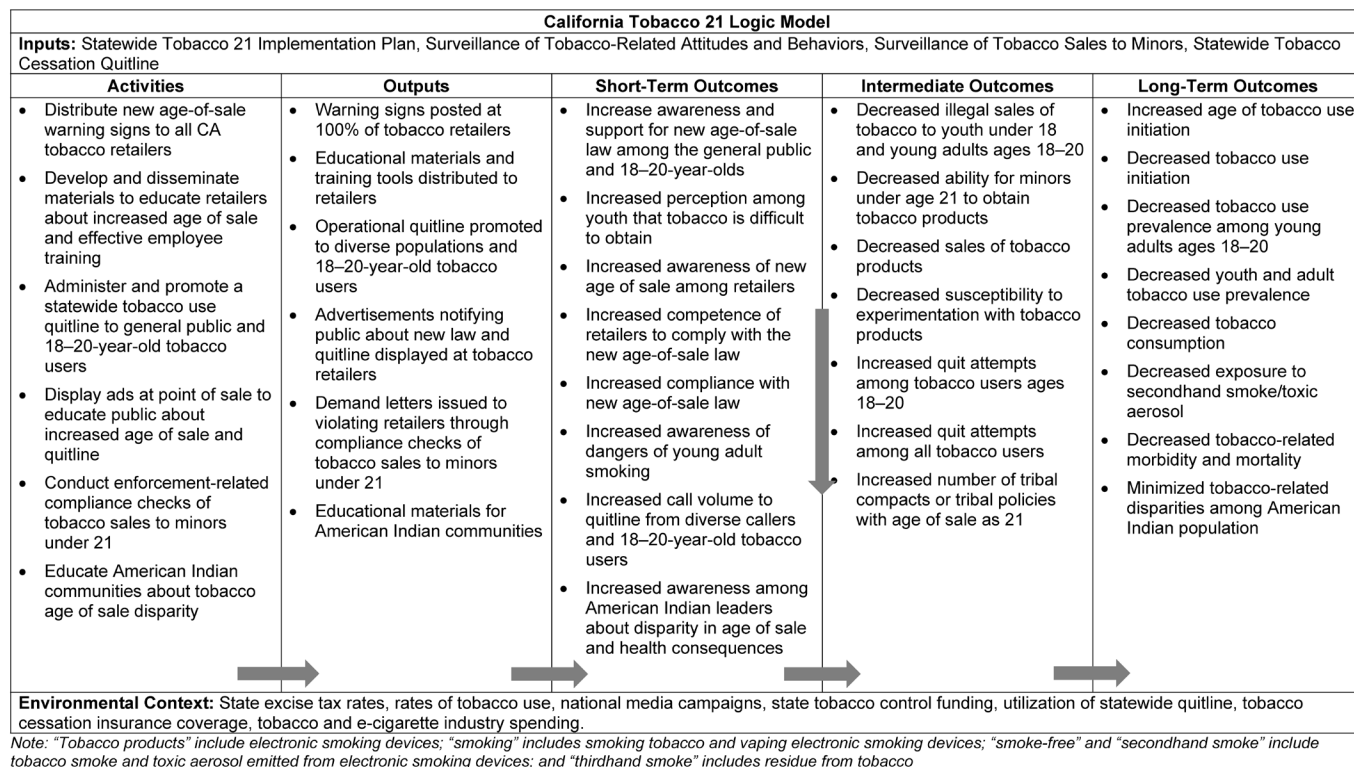 California Tobacco 21 Logic Model
Inputs: Statewide Tobacco 21 Implementation Plan, Surveillance of Tobacco-Related Attitudes and Behaviors, Surveillance of Tobacco Sales to Minors, Statewide Tobacco
Cessation Quitline
Activities
• Distribute new age-of-sale
warning signs to all CA
tobacco retailers
• Develop and disseminate
materials to educate retailers
about increased age of sale
and effective employee
training
• Administer and promote a
statewide tobacco use
quitline to general public and
18–20-year-old tobacco
users
• Display ads at point of sale to
educate public about
increased age of sale and
quitline
• Conduct enforcement-related
compliance checks of
tobacco sales to minors
under 21
• Educate American Indian
communities about tobacco
age of sale disparity
Outputs
• Warning signs posted at
100% of tobacco retailers
• Educational materials and
training tools distributed to
retailers
• Operational quitline promoted
to diverse populations and
18–20-year-old tobacco
users
• Advertisements notifying
public about new law and
quitline displayed at tobacco
retailers
• Demand letters issued to
violating retailers through
compliance checks of
tobacco sales to minors
under 21
• Educational materials for
American Indian communities
Short-Term Outcomes
• Increase awareness and
support for new age-of-sale
law among the general public
and 18–20-year-olds
• Increased perception among
youth that tobacco is difficult
to obtain
• Increased awareness of new
age of sale among retailers
• Increased competence of
retailers to comply with the
new age-of-sale law
• Increased compliance with
new age-of-sale law
• Increased awareness of
dangers of young adult
smoking
• Increased call volume to
quitline from diverse callers
and 18–20-year-old tobacco
users
• Increased awareness among
American Indian leaders
about disparity in age of sale
and health consequences
Intermediate Outcomes
• Decreased illegal sales of
tobacco to youth under 18
and young adults ages 18–20
• Decreased ability for minors
under age 21 to obtain
tobacco products
• Decreased sales of tobacco
products
• Decreased susceptibility to
experimentation with tobacco
products
• Increased quit attempts
among tobacco users ages
18–20
• Increased quit attempts
among all tobacco users
• Increased number of tribal
compacts or tribal policies
with age of sale as 21
Long-Term Outcomes
• Increased age of tobacco use
initiation
• Decreased tobacco use
initiation
• Decreased tobacco use
prevalence among young
adults ages 18–20
• Decreased youth and adult
tobacco use prevalence
• Decreased tobacco
consumption
• Decreased exposure to
secondhand smoke/toxic
aerosol
• Decreased tobacco-related
morbidity and mortality
• Minimized tobacco-related
disparities among American
Indian population
Environmental Context: State excise tax rates, rates of tobacco use, national media campaigns, state tobacco control funding, utilization of statewide quitline, tobacco
cessation insurance coverage, tobacco and e-cigarette industry spending.
Note: “Tobacco products” include electronic smoking devices; “smoking” includes smoking tobacco and vaping electronic smoking devices; “smoke-free” and “secondhand smoke” include
tobacco smoke and toxic aerosol emitted from electronic smoking devices; and “thirdhand smoke” includes residue from tobacco